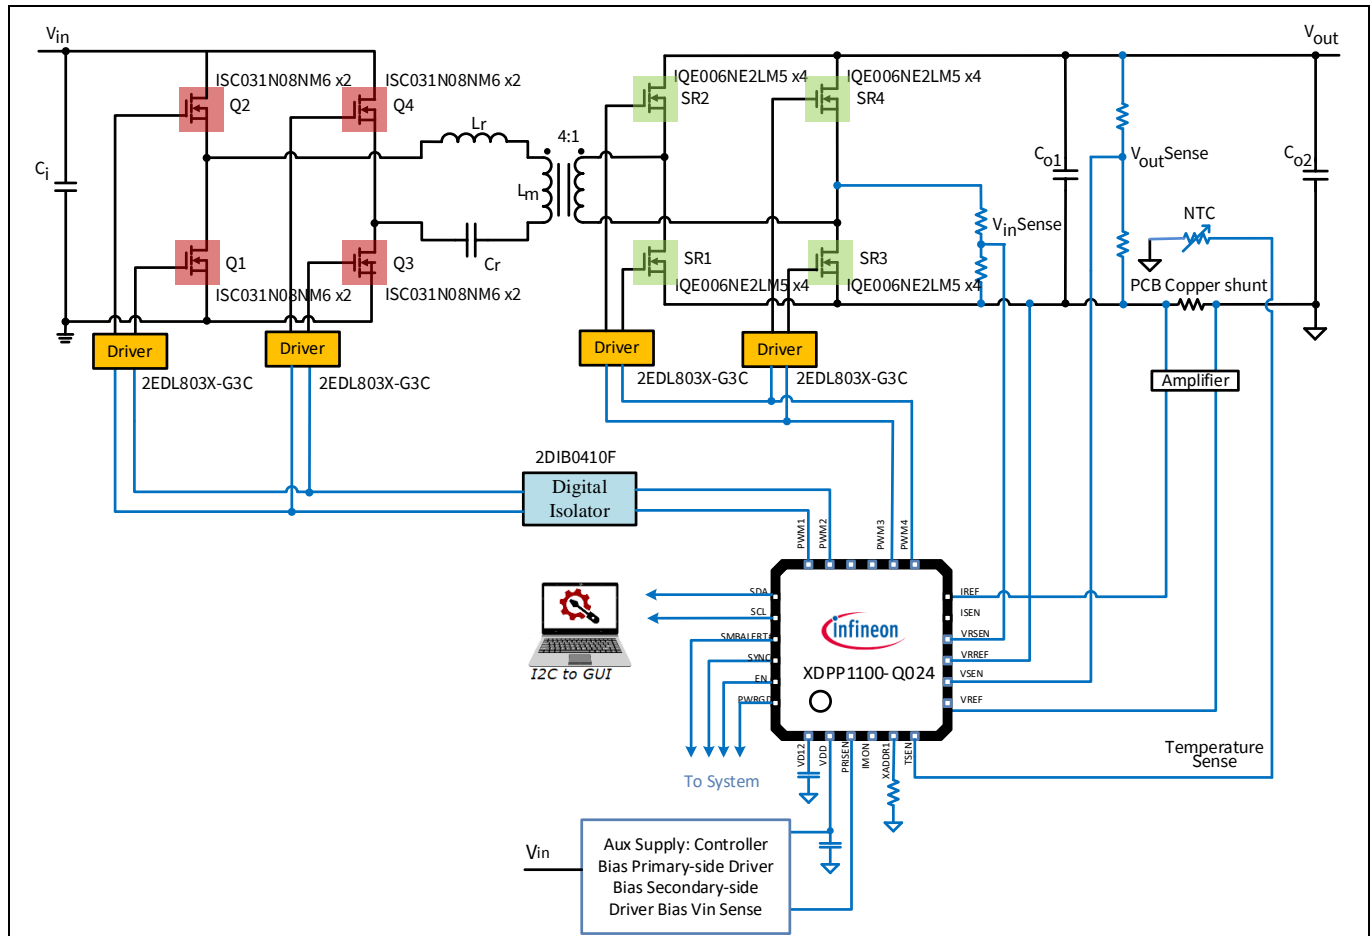 Vin
Vout
ISC031N08NM6 x2
ISC031N08NM6 x2
IQE006NE2LM5 x4
IQE006NE2LM5 x4
Q2
Q4
SR2
SR4
Lr
4:1
Ci
Lm
Co1
VoutSense
Co2
VinSense
NTC
Cr
Q1
Q3
SR1
SR3
ISC031N08NM6 x2
ISC031N08NM6 x2
IQE006NE2LM5 x4
IQE006NE2LM5 x4
PCB Copper shunt
Driver
Driver
Driver
Driver
2EDL803X-G3C
2EDL803X-G3C
2EDL803X-G3C
2EDL803X-G3C
Amplifier
2DIB0410F
Digital
Isolator
PWM1
PWM2
PWM3
PWM4
SDA
SCL
SMBALERT
SYNC
EN
PWRGD
infineon
XDPP1100-Q024
IREF
ISEN
VRSEN
VRREF
VSEN
VREF
I2C to GUI
VD12
VDD
PRISEN
IMON
XADDR1
TSEN
To System
Temperature
Sense
Vin
Aux Supply: Controller
Bias Primary-side Driver
Bias Secondary-side
Driver Bias Vin Sense